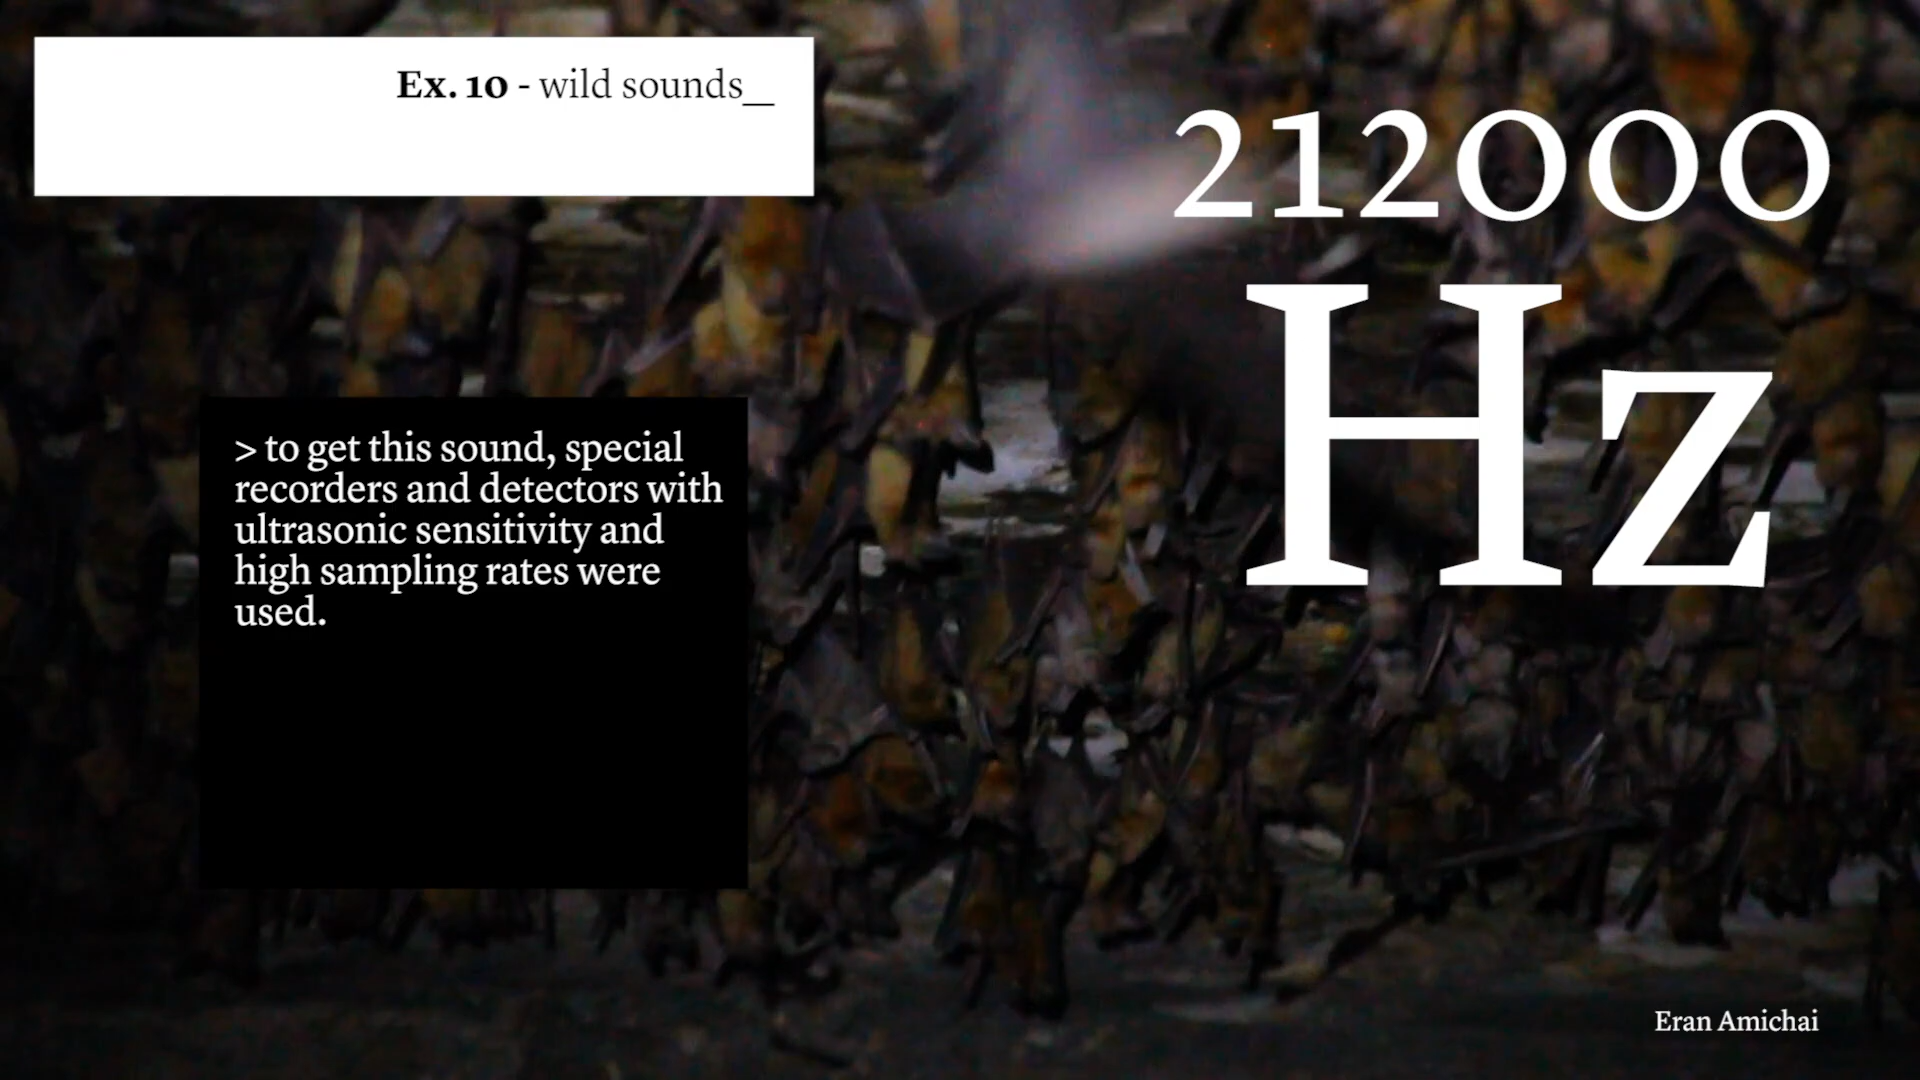 Ex. 10 - wild sounds_
212000
Hz
> to get this sound, special
recorders and detectors with
ultrasonic sensitivity and
high sampling rates were
used.
Eran Amichai